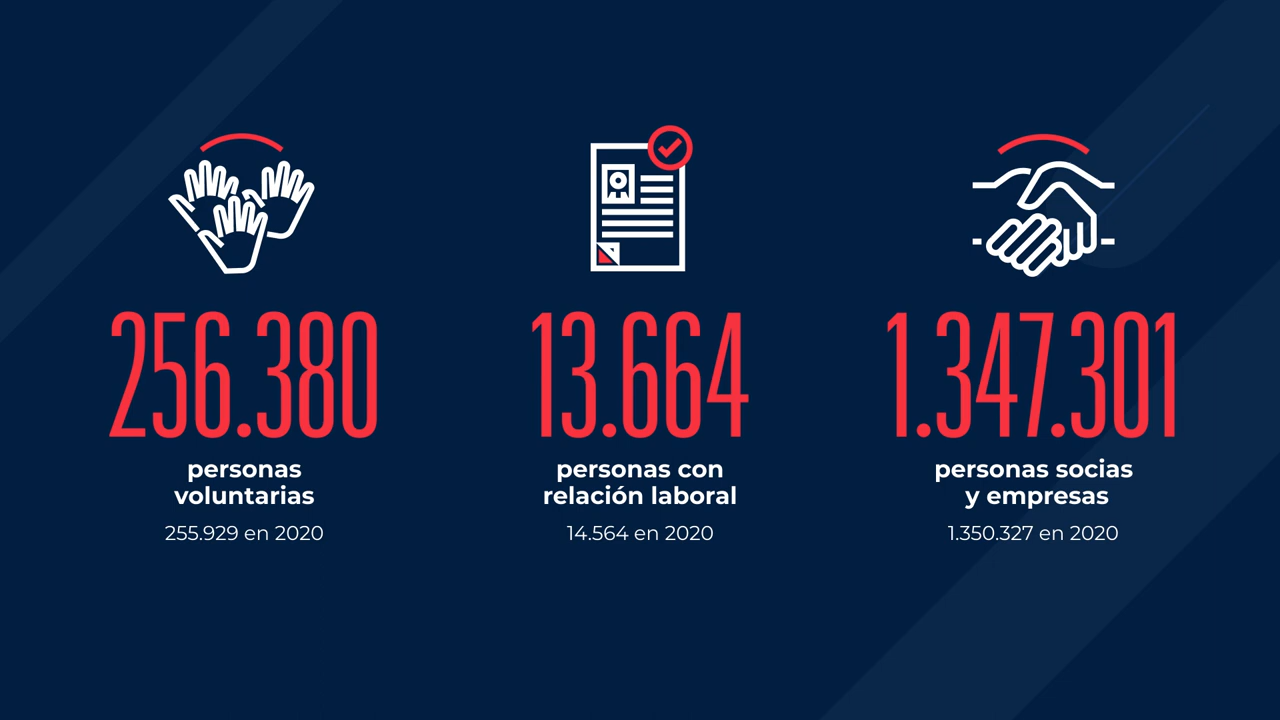 256.380
personas
voluntarias
255.929 en 2020
13.664
personas con
relación laboral
14.564 en 2020
1.347.301
personas socias
y empresas
1.350.327 en 2020